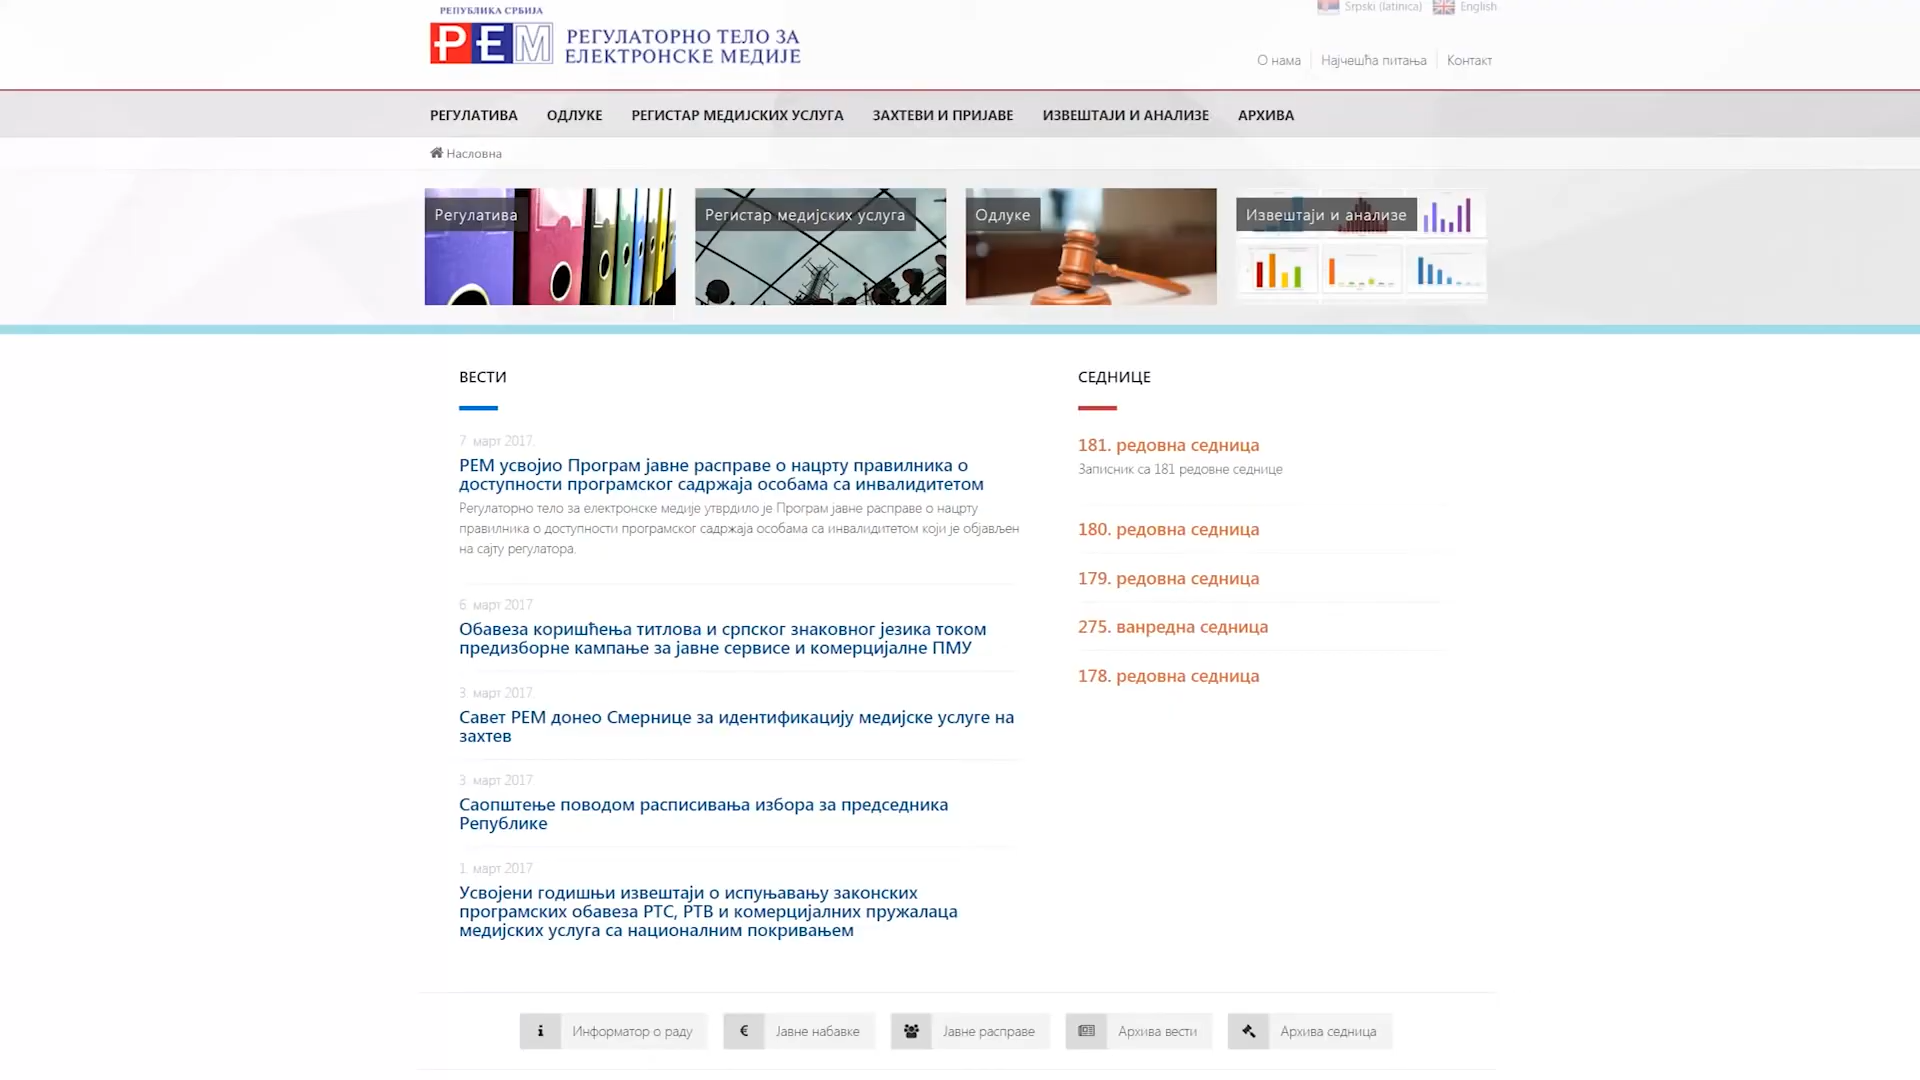 РЕПУБЛИКА СРБИЈА
Srpski (latinica)
English
РЕМ
РЕГУЛАТОРНО ТЕЛО ЗА
ЕЛЕКТРОНСКЕ МЕДИЈЕ
О нама
Најчешћа питања
Контакт
РЕГУЛАТИВА
ОДЛУКЕ
РЕГИСТАР МЕДИЈСКИХ УСЛУГА
ЗАХТЕВИ И ПРИЈАВЕ
ИЗВЕШТАЈИ И АНАЛИЗЕ
АРХИВА
Насловна
Регулатива
Регистар медијских услуга
Одлуке
Извештаји и анализе
ВЕСТИ
7. март 2017.
РЕМ усвојио Програм јавне расправе о нацрту правилника о
доступности програмског садржаја особама са инвалидитетом
Регулаторно тело за електронске медије утврдило је Програм јавне расправе о нацрту
правилника о доступности програмског садржаја особама са инвалидитетом који је објављен
на сајту регулатора.
6. март 2017.
Обавеза коришћења титлова и српског знаковног језика током
предизборне кампање за јавне сервисе и комерцијалне ПМУ
3. март 2017.
Савет РЕМ донео Смернице за идентификацију медијске услуге на
захтев
3. март 2017.
Саопштење поводом расписивања избора за председника
Републике
1. март 2017.
Усвојени годишњи извештаји о испуњавању законских
програмских обавеза РТС, РТВ и комерцијалних пружалаца
медијских услуга са националним покривањем
СЕДНИЦЕ
181. редовна седница
Записник са 181 редовне седнице
180. редовна седница
179. редовна седница
275. ванредна седница
178. редовна седница
Информатор о раду
€ Јавне набавке
Јавне расправе
Архива вести
Архива седница